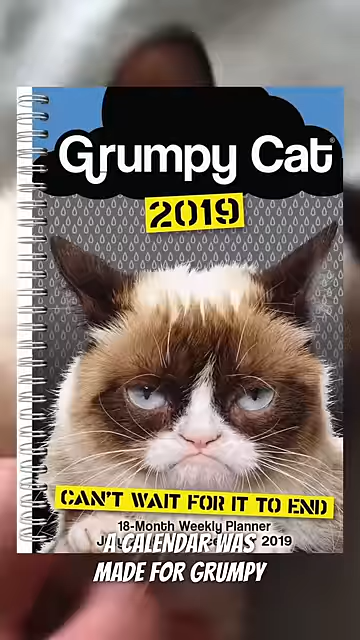 Grumpy Cat®
2019
CAN'T WAIT FOR IT TO END
18-Month Weekly Planner
2019
A CALENDAR WAS
MADE FOR GRUMPY